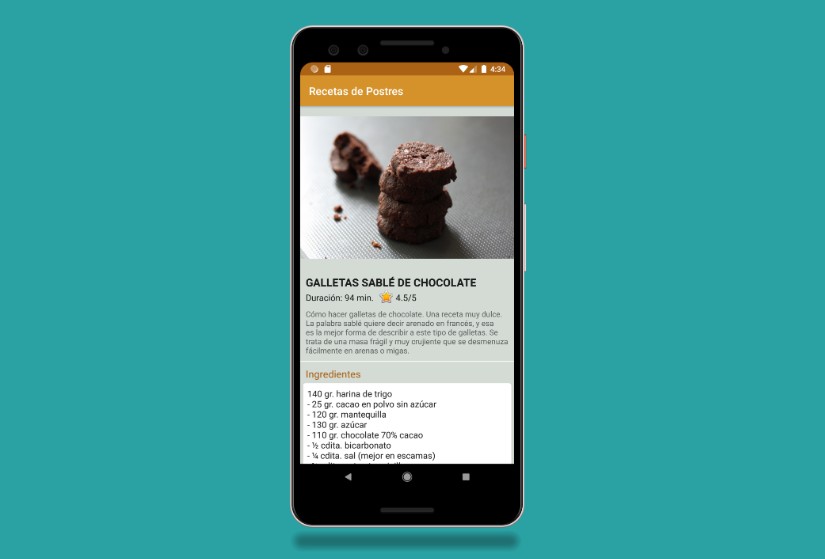 4:34
Recetas de Postres
GALLETAS SABLÉ DE CHOCOLATE
Duración: 94 min. 4.5/5
Cómo hacer galletas de chocolate. Una receta muy dulce.
La palabra sablé quiere decir arenado en francés, y esa
es la mejor forma de describir a este tipo de galletas. Se
trata de una masa frágil y muy crujiente que se desmenuza
fácilmente en arenas o migas.
Ingredientes
140 gr. harina de trigo
- 25 gr. cacao en polvo sin azúcar
- 120 gr. mantequilla
- 130 gr. azúcar
- 110 gr. chocolate 70% cacao
- ½ cdita. bicarbonato
- ¼ cdita. sal (mejor en escamas)